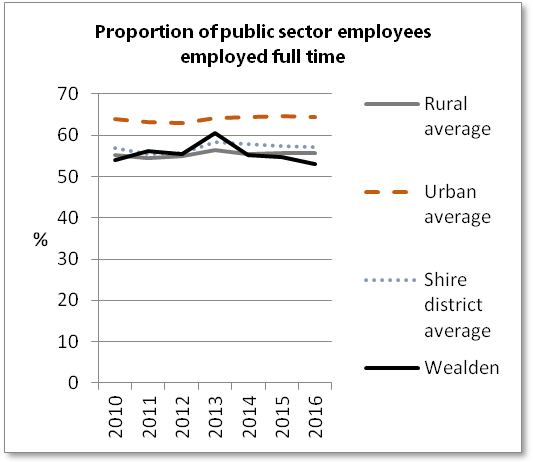 Proportion of public sector employees
employed full time
70
60
50
40
30
20
10
0
%
2010
2011
2012
2013
2014
2015
2016
Rural
average
Urban
average
Shire
district
average
Wealden